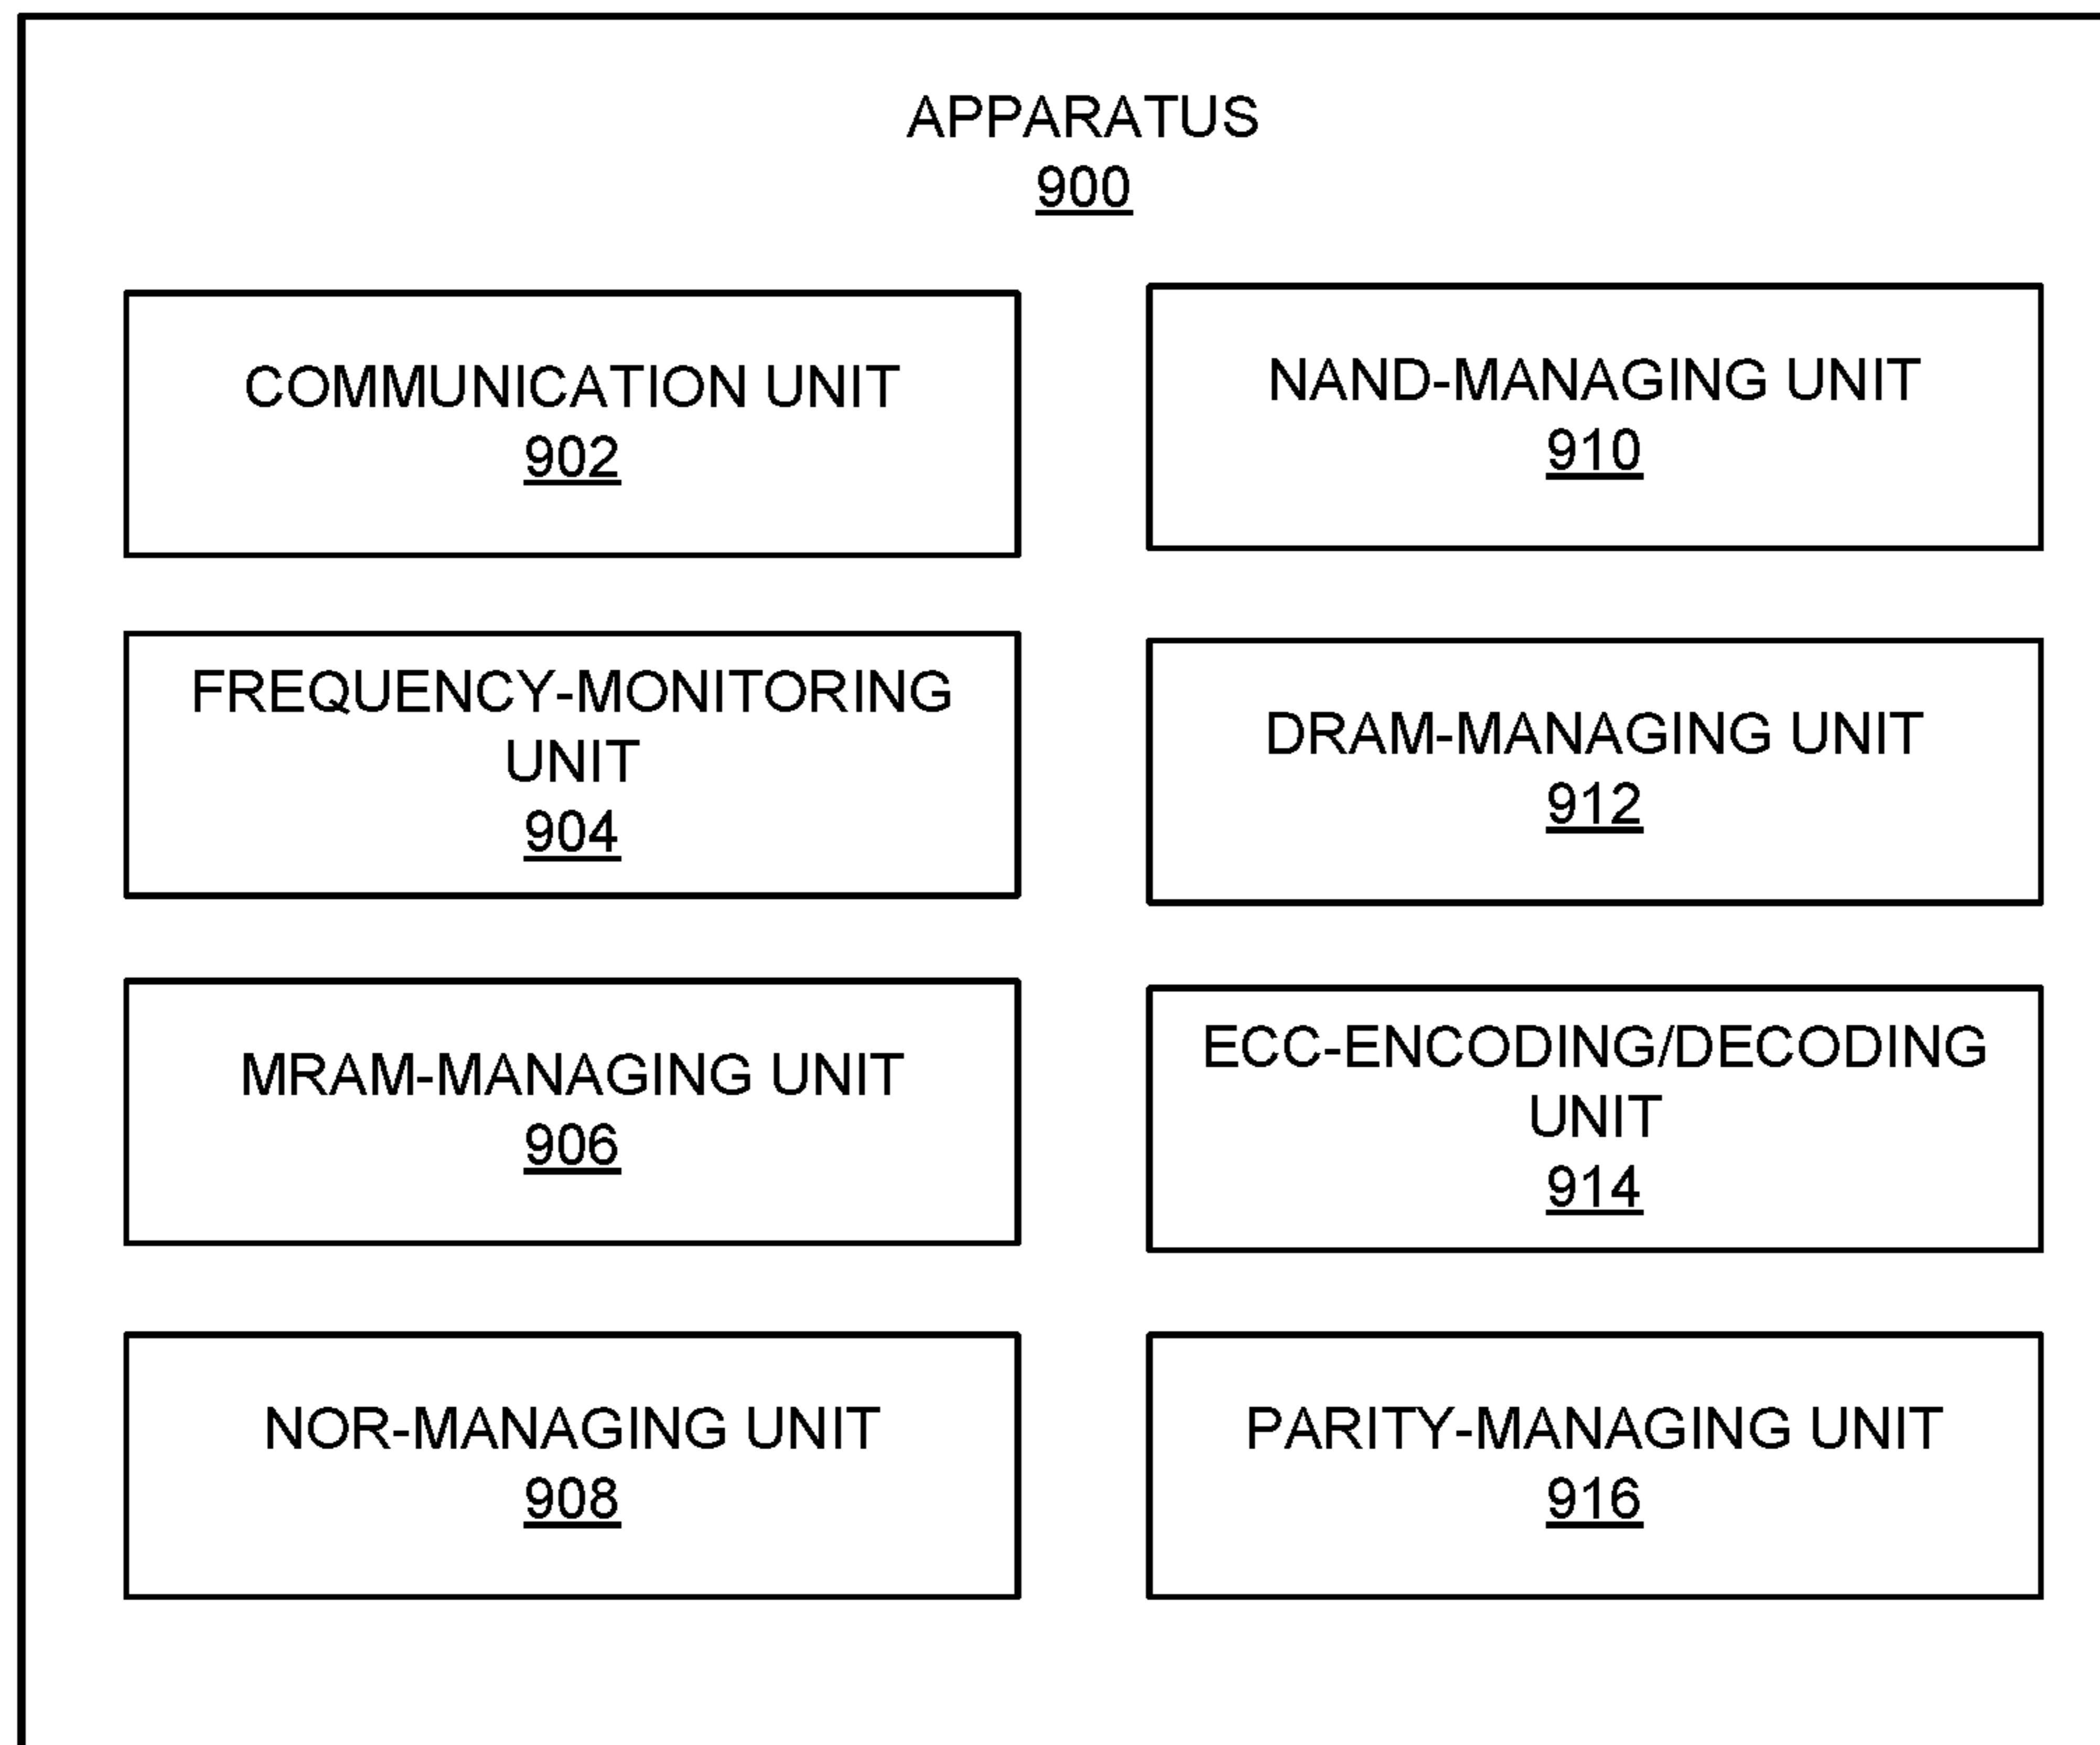 APPARATUS
900
COMMUNICATION UNIT
902
FREQUENCY-MONITORING
UNIT
904
MRAM-MANAGING UNIT
906
NOR-MANAGING UNIT
908
NAND-MANAGING UNIT
910
DRAM-MANAGING UNIT
912
ECC-ENCODING/DECODING
UNIT
914
PARITY-MANAGING UNIT
916